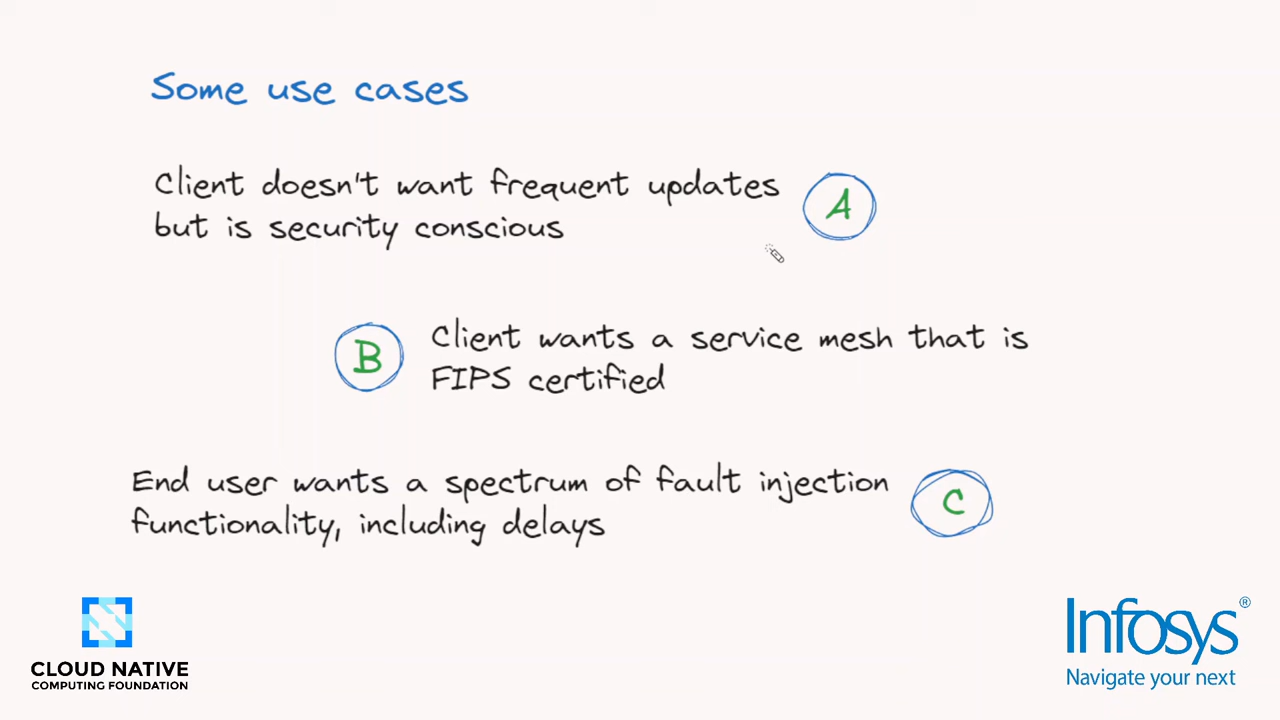 Some use cases
Client doesn't want frequent updates
but is security conscious
A
B
Client wants a service mesh that is
FIPS certified
End user wants a spectrum of fault injection
functionality, including delays
C
CLOUD NATIVE
COMPUTING FOUNDATION
Infosys®
Navigate your next